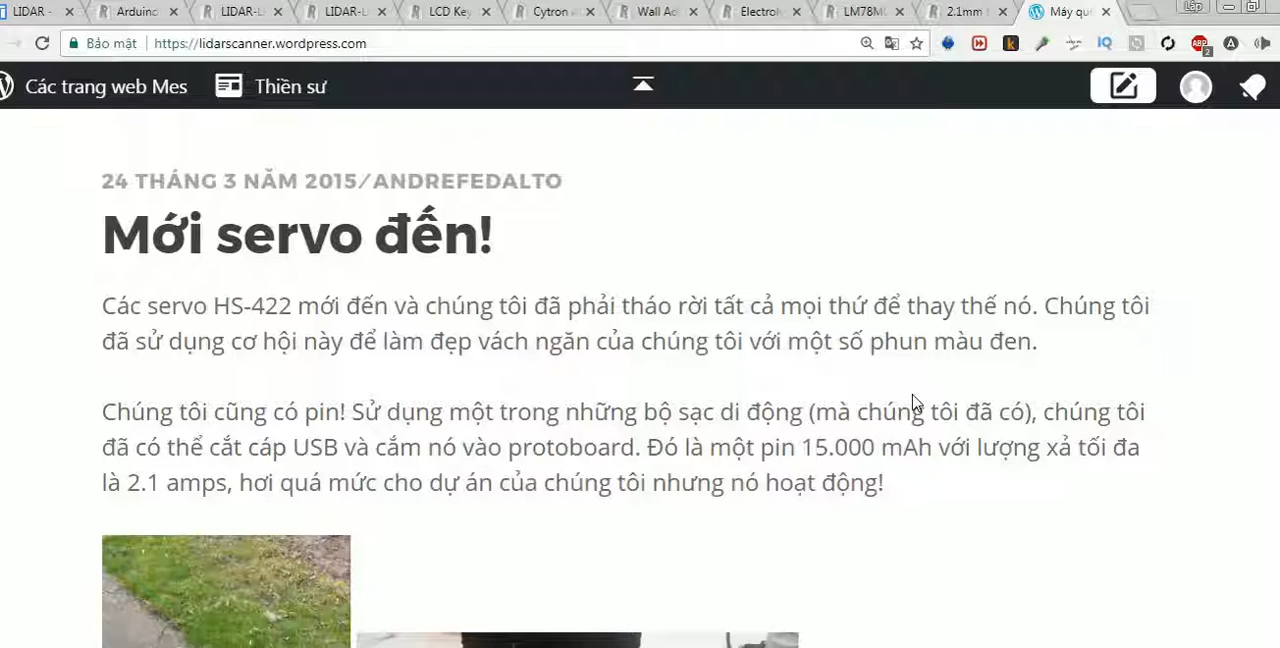 LIDAR - Arduin LIDAR-L LIDAR-L LCD Key Cytron Wall Ad Electro LM78M 2.1mm Máy qu Lập
Bảo mật https://lidarscanner.wordpress.com
Các trang web Mes Thiền sư
24 THÁNG 3 NĂM 2015/ANDREFEDALTO
Mới servo đến!
Các servo HS-422 mới đến và chúng tôi đã phải tháo rời tất cả mọi thứ để thay thế nó. Chúng tôi
đã sử dụng cơ hội này để làm đẹp vách ngăn của chúng tôi với một số phun màu đen.
Chúng tôi cũng có pin! Sử dụng một trong những bộ sạc di động (mà chúng tôi đã có), chúng tôi
đã có thể cắt cáp USB và cắm nó vào protoboard. Đó là một pin 15.000 mAh với lượng xả tối đa
là 2.1 amps, hơi quá mức cho dự án của chúng tôi nhưng nó hoạt động!